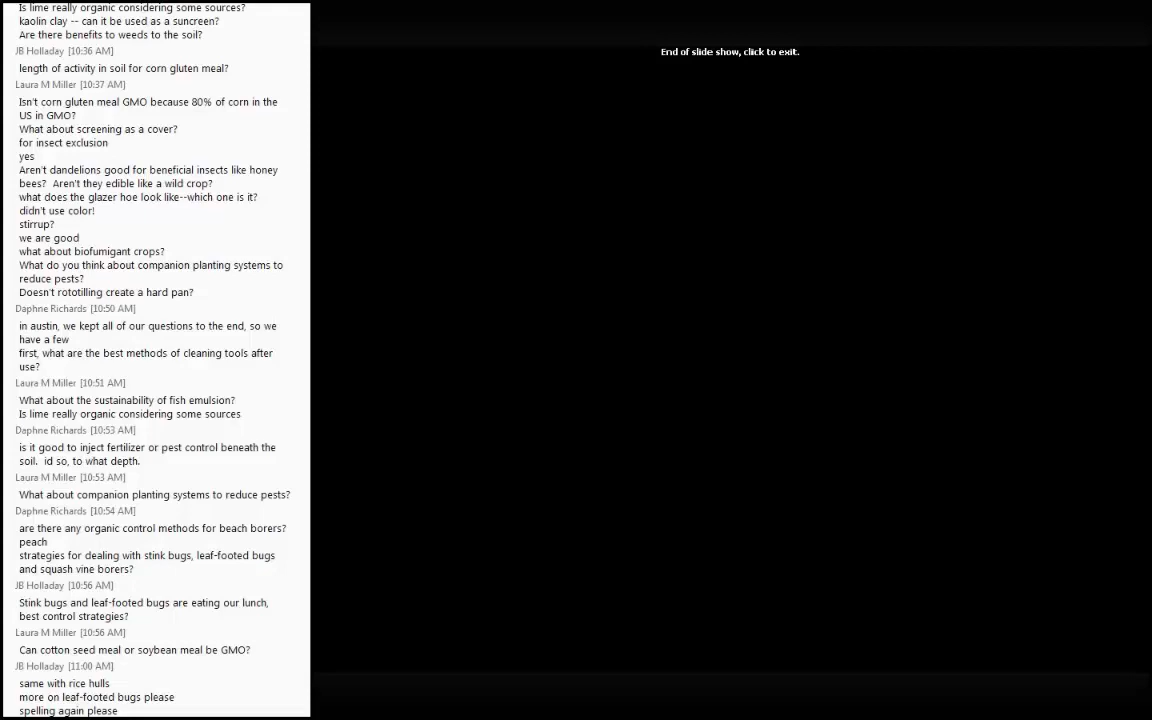 Is lime really organic considering some sources?
kaolin clay -- can it be used as a suncreen?
Are there benefits to weeds to the soil?
JB Holladay [10:36 AM]
length of activity in soil for corn gluten meal?
Laura M Miller [10:37 AM]
Isn't corn gluten meal GMO because 80% of corn in the
US in GMO?
What about screening as a cover?
for insect exclusion
yes
Aren't dandelions good for beneficial insects like honey
bees? Aren't they edible like a wild crop?
what does the glazer hoe look like--which one is it?
didn't use color!
stirrup?
we are good
what about biofumigant crops?
What do you think about companion planting systems to
reduce pests?
Doesn't rototilling create a hard pan?
Daphne Richards [10:50 AM]
in austin, we kept all of our questions to the end, so we
have a few
first, what are the best methods of cleaning tools after
use?
Laura M Miller [10:51 AM]
What about the sustainability of fish emulsion?
Is lime really organic considering some sources
Daphne Richards [10:53 AM]
is it good to inject fertilizer or pest control beneath the
soil. id so, to what depth.
Laura M Miller [10:53 AM]
What about companion planting systems to reduce pests?
Daphne Richards [10:54 AM]
are there any organic control methods for beach borers?
peach
strategies for dealing with stink bugs, leaf-footed bugs
and squash vine borers?
JB Holladay [10:56 AM]
Stink bugs and leaf-footed bugs are eating our lunch,
best control strategies?
Laura M Miller [10:56 AM]
Can cotton seed meal or soybean meal be GMO?
JB Holladay [11:00 AM]
same with rice hulls
more on leaf-footed bugs please
spelling again please
End of slide show, click to exit.